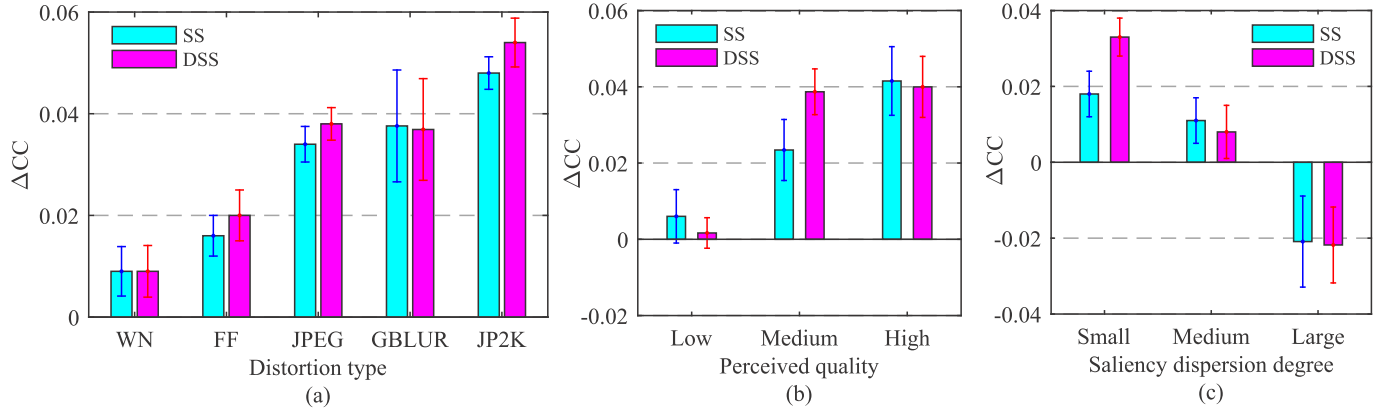 0.06
0.04
0.02
0
ΔCC
SS
DSS
WN FF JPEG GBLUR JP2K
Distortion type
(a)
0.06
0.04
0.02
0
-0.02
ΔCC
SS
DSS
Low Medium High
Perceived quality
(b)
0.04
0.02
0
-0.02
-0.04
ΔCC
SS
DSS
Small Medium Large
Saliency dispersion degree
(c)